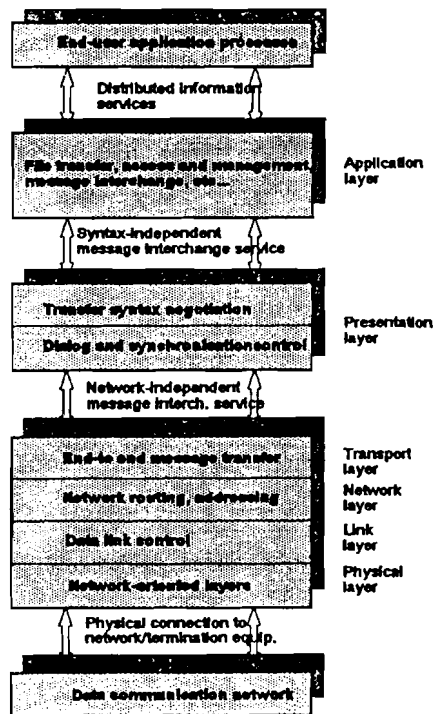 End-user application processes
Distributed information
services
File transfer, access and management,
message interchange, etc...
Application
layer
Syntax-independent
message interchange service
Transfer syntax negotiation
Dialog and synchronisationcontrol
Presentation
layer
Network-independent
message interch. service
End-to end message transfer
Transport
layer
Network routing, addressing
Network
layer
Data link control
Link
layer
Network-oriented layers
Physical
layer
Physical connection to
network/termination equip.
Data communication network